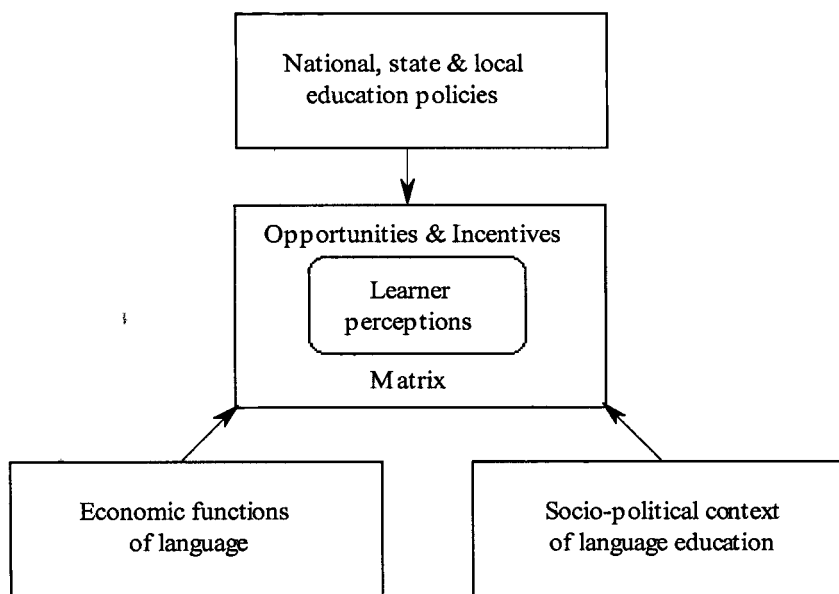 National, state & local
education policies
Opportunities & Incentives
Learner
perceptions
Matrix
Economic functions
of language
Socio-political context
of language education